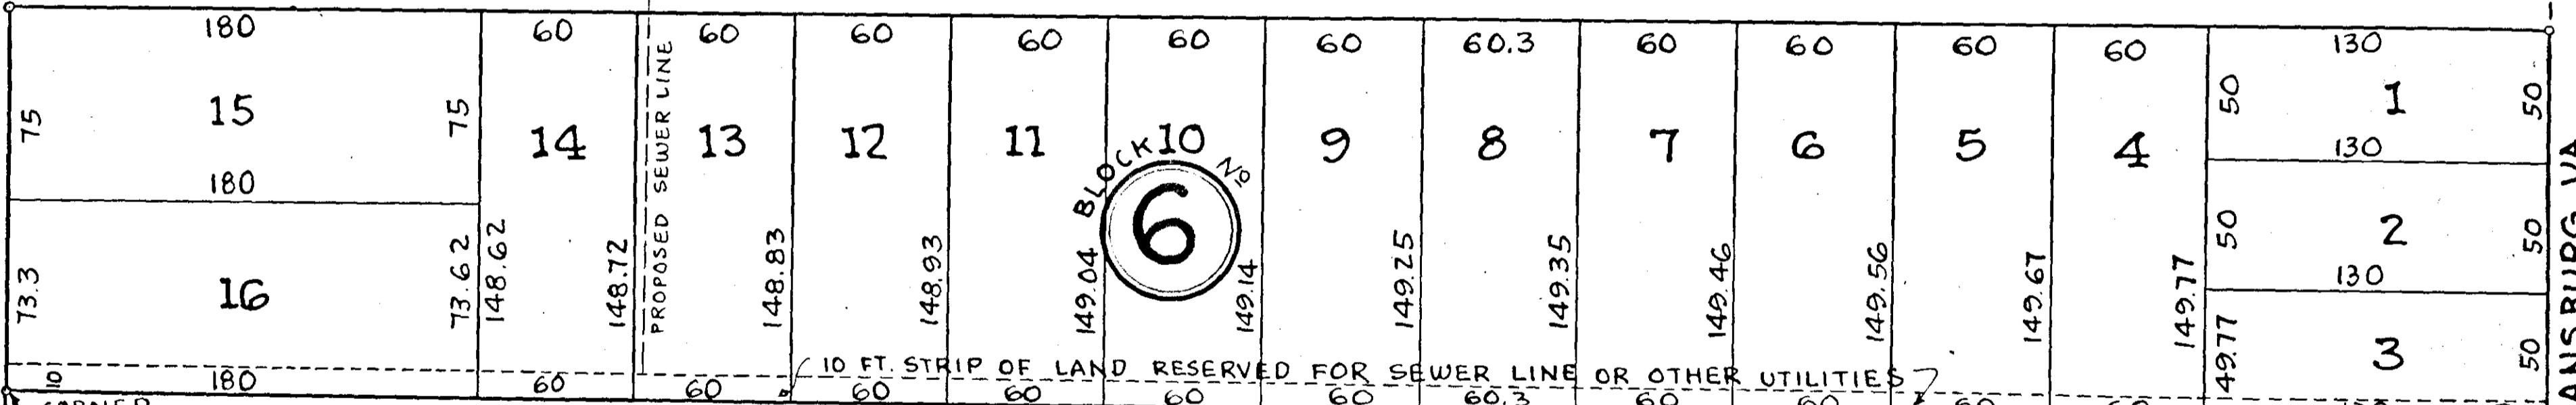 180 60 60 60 60 60 60 60.3 60 60 60 60 130
75 15 75 14 PROPOSED SEWER LINE 13 12 11 10 9 8 7 6 5 4 50 1 50
180 130
BLOCK No
6
50 2 50
130
73.3 16 73.62 148.62 148.72 148.83 148.93 149.04 149.14 149.25 149.35 149.46 149.56 149.67 149.77
49.77 3 50
10 FT. STRIP OF LAND RESERVED FOR SEWER LINE OR OTHER UTILITIES
10 180 60 60 60 60 60 60 60.3 60 60 60 60
CORNER
ANSBURG VA